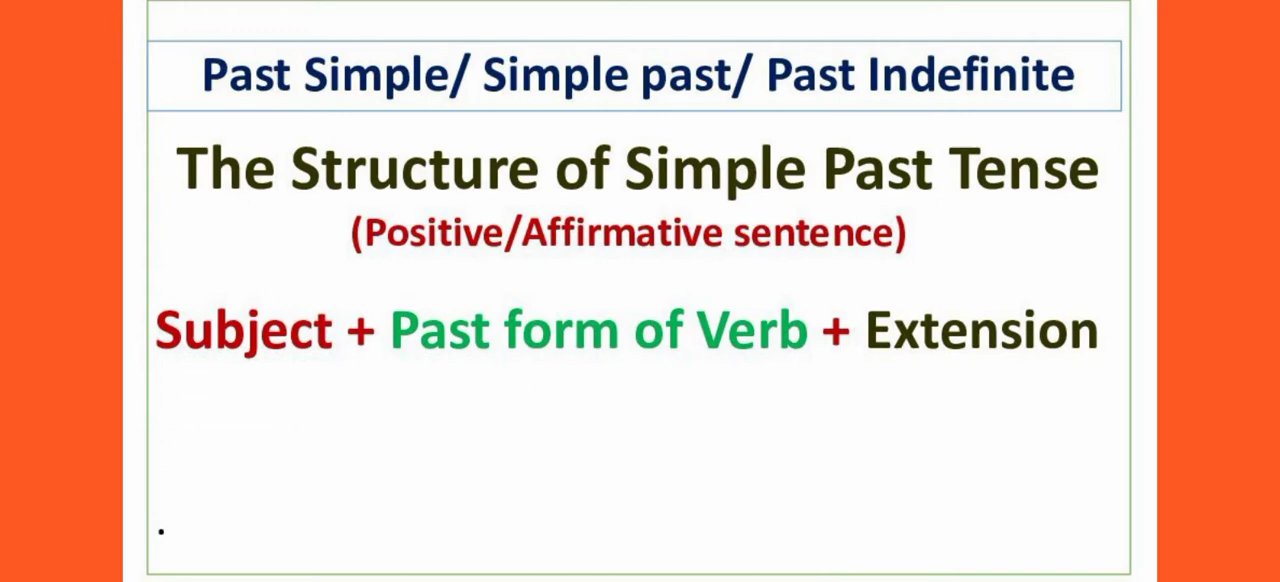 Past Simple/ Simple past/ Past Indefinite
The Structure of Simple Past Tense
(Positive/Affirmative sentence)
Subject + Past form of Verb + Extension
.